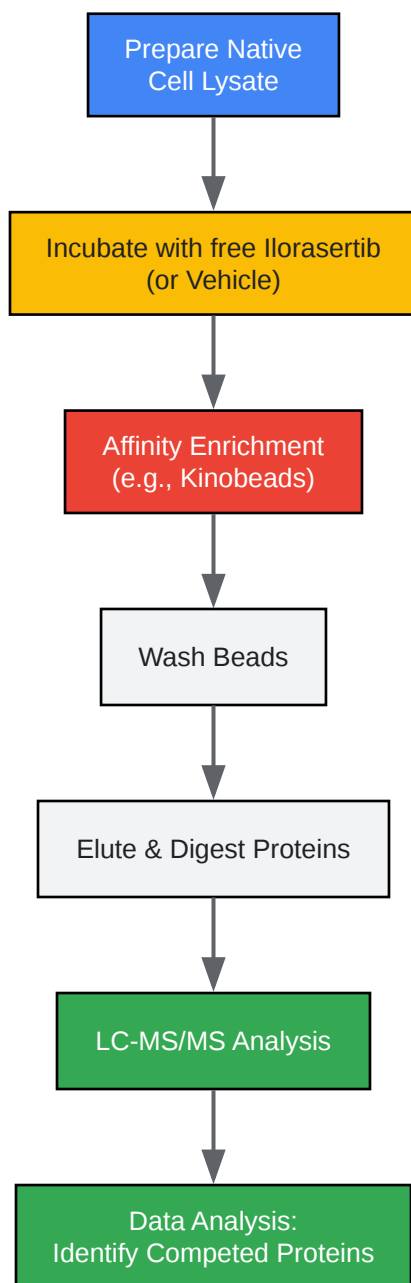 Prepare Native
Cell Lysate
Incubate with free Ilorasertib
(or Vehicle)
Affinity Enrichment
(e.g., Kinobeads)
Wash Beads
Elute & Digest Proteins
LC-MS/MS Analysis
Data Analysis:
Identify Competed Proteins